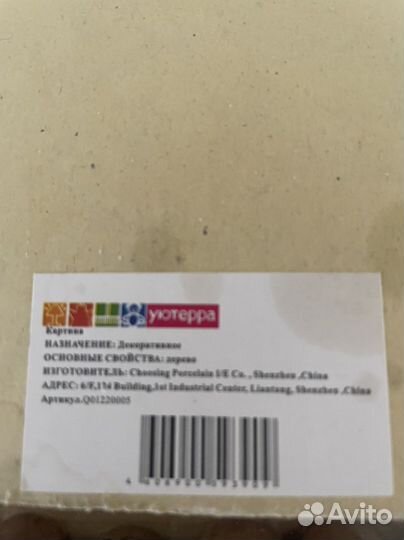 уютерра
Картина
НАЗНАЧЕНИЕ: Декоративное
ОСНОВНЫЕ СВОЙСТВА: дерево
ИЗГОТОВИТЕЛЬ: Choosing Porcelain I/E Co. , Shenzhen ,China
АДРЕС: 6/F,174 Building,1st Industrial Center, Liantang, Shenzhen ,China
Артикул.Q01220005
Avito